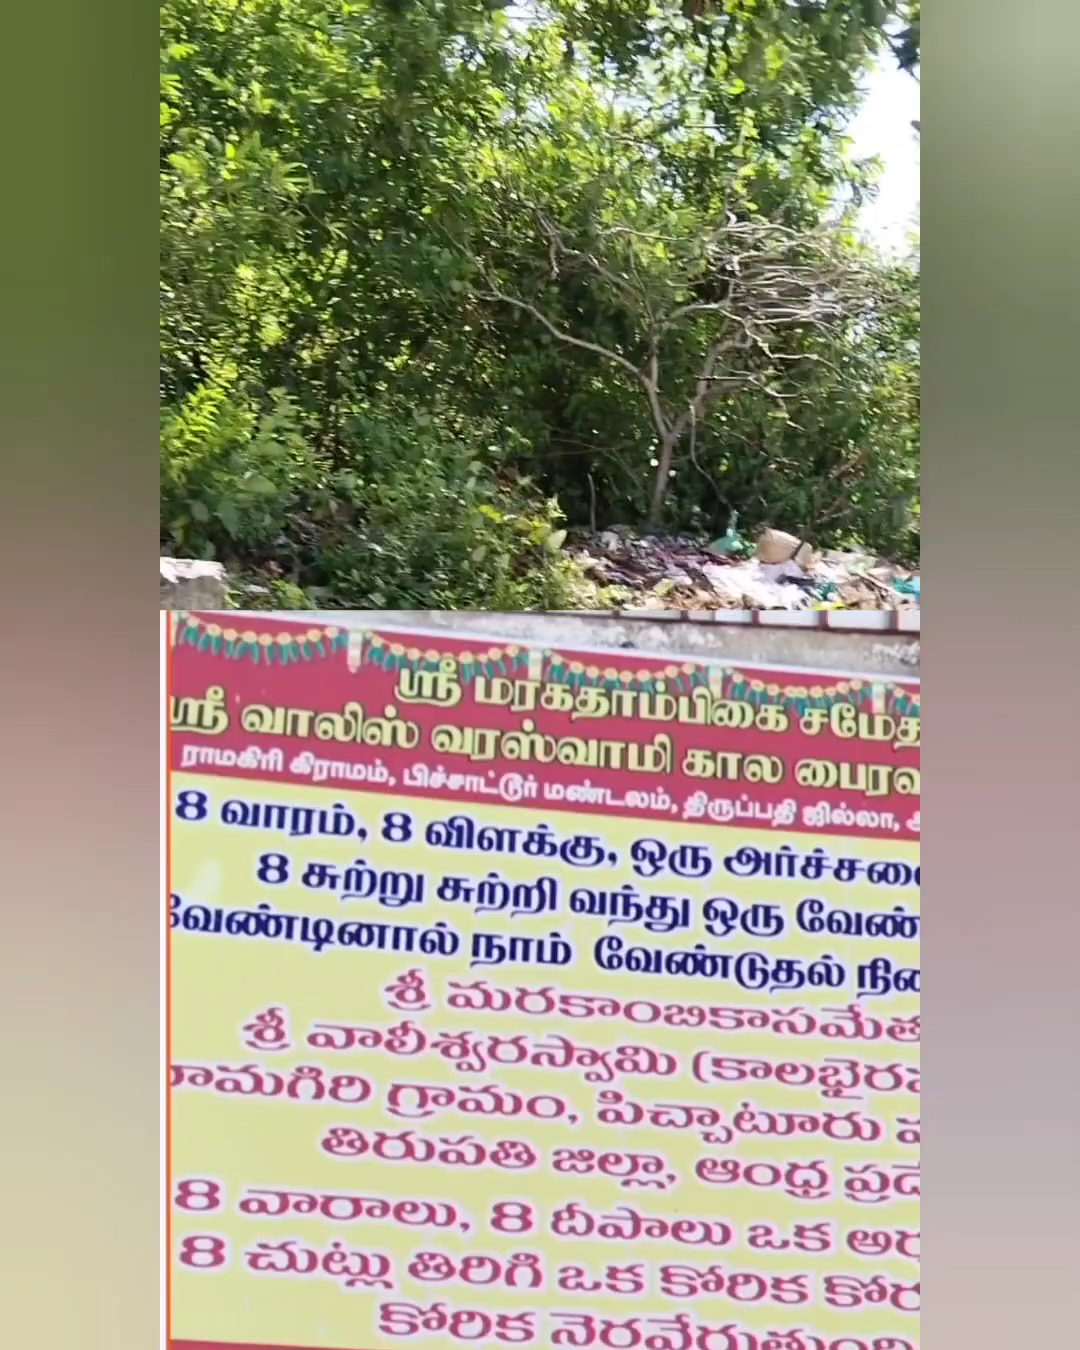 ஸ்ரீ மரகதாம்பிகை சமேத
ஸ்ரீ வாலிஸ் வரஸ்வாமி கால பைரவ
ராமகிரி கிராமம், பிச்சாட்டூர் மண்டலம், திருப்பதி ஜில்லா,
8 வாரம், 8 விளக்கு, ஒரு அர்ச்சனை
8 சுற்று சுற்றி வந்து ஒரு வேண்
வேண்டினால் நாம் வேண்டுதல்
శ్రీ మరకాంబికాసమేత
శ్రీ వాలీశ్వరస్వామి (కాలభైరవ
రామగిరి గ్రామం, పిచ్చాటూరు
తిరుపతి జిల్లా, ఆంధ్ర ప్రదే
8 వారాలు, 8 దీపాలు ఒక
8 చుట్లు తిరిగి ఒక కోరిక కోరు
కోరిక నెరవేరుతుంది